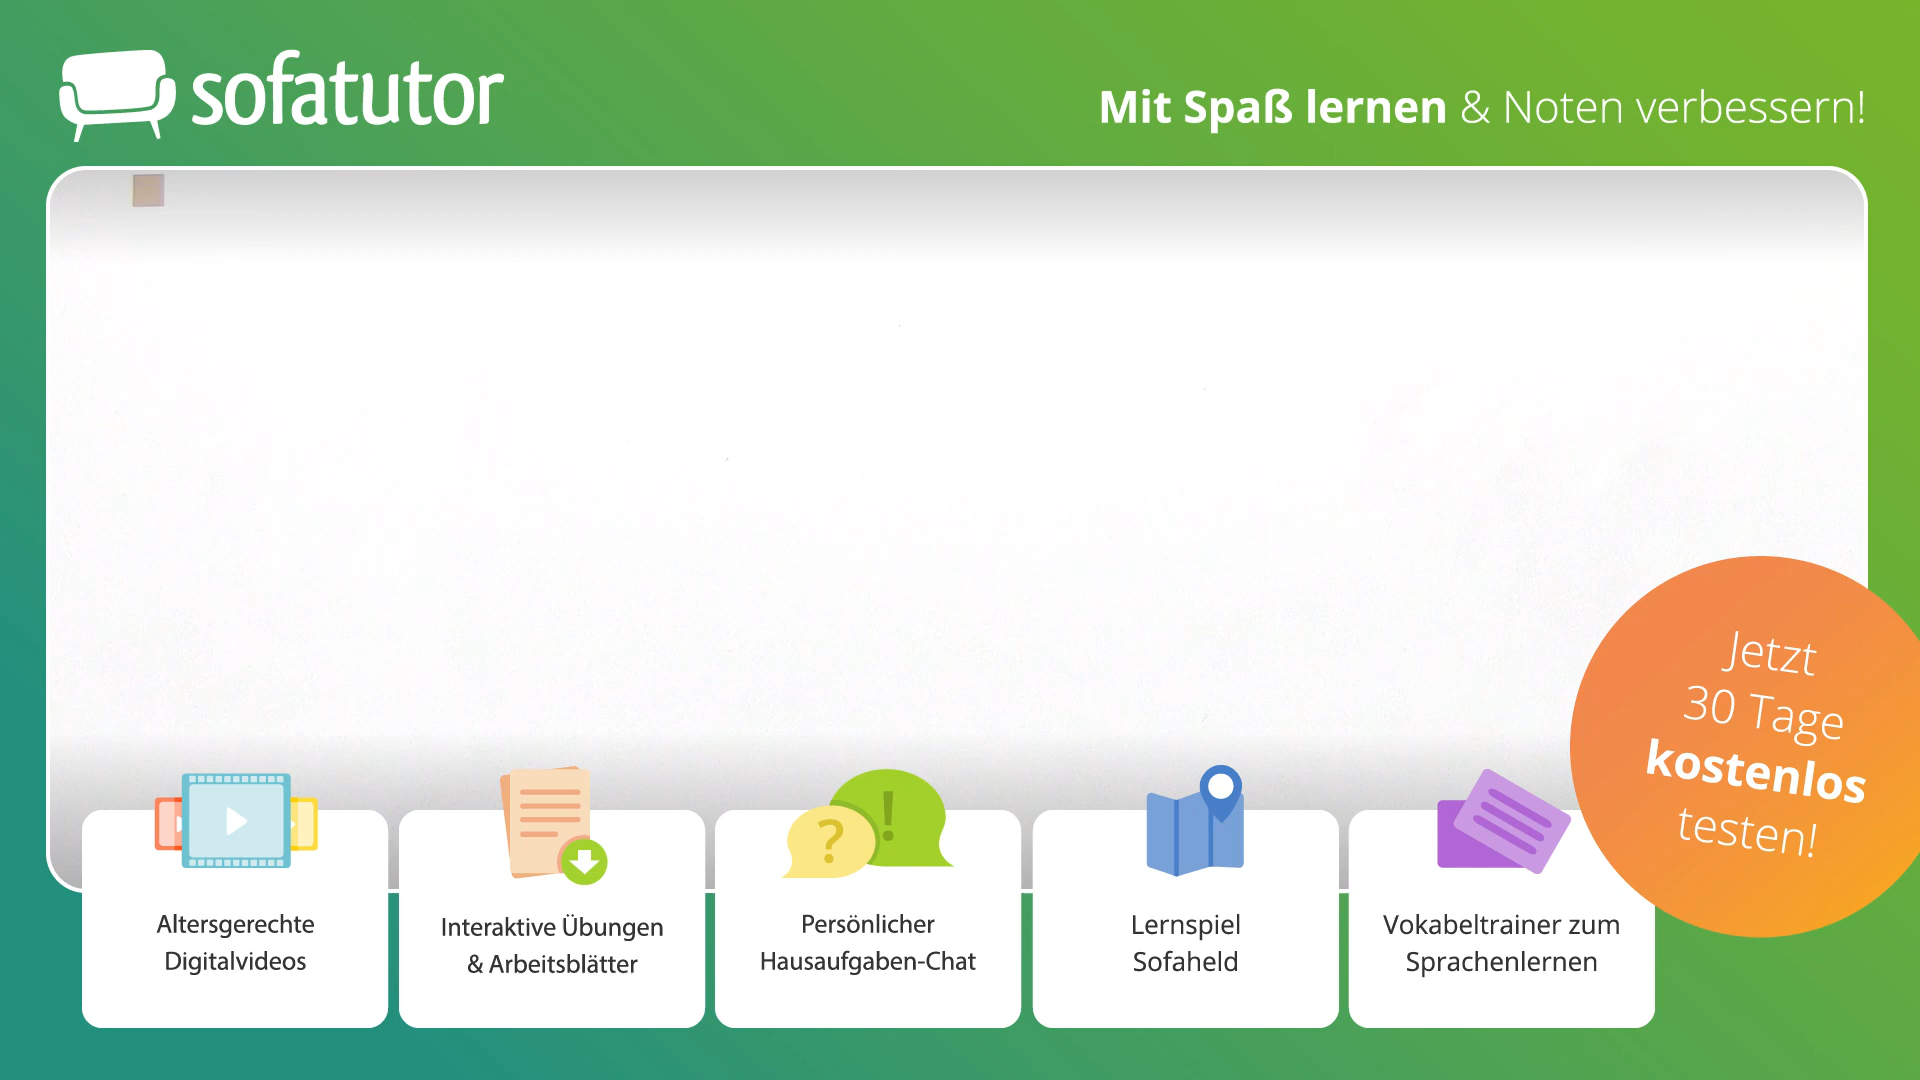 sofatutor
Mit Spaß lernen & Noten verbessern!
Jetzt
30 Tage
kostenlos
testen!
?
!
Altersgerechte
Digitalvideos
Interaktive Übungen
& Arbeitsblätter
Persönlicher
Hausaufgaben-Chat
Lernspiel
Sofaheld
Vokabeltrainer zum
Sprachenlernen